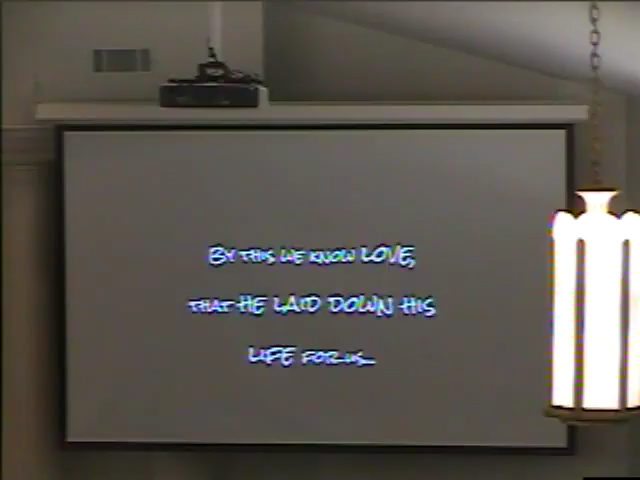 By this we know LOVE,
that HE LAID DOWN HIS
LIFE for us...